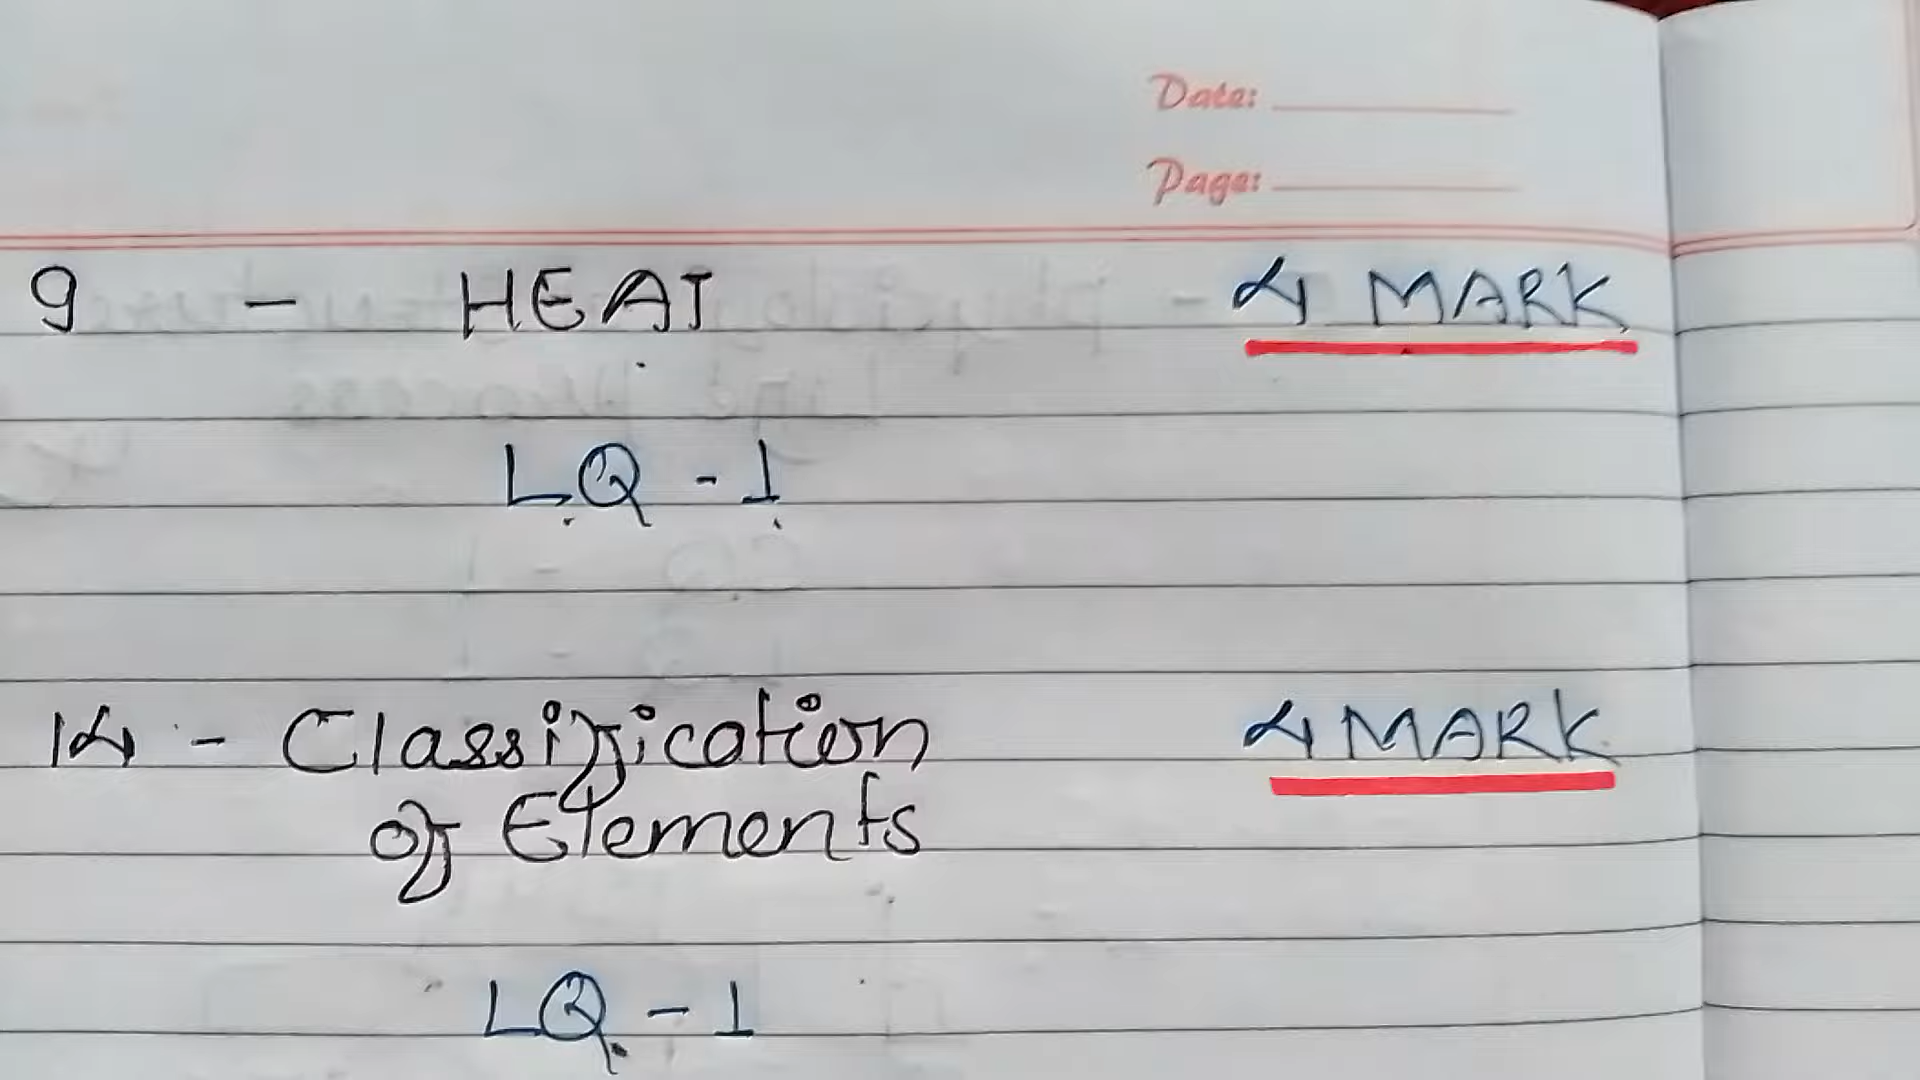 Date:
Page:
9 - HEAT 4 MARK
LQ - 1
14 - Classification 4 MARK
of Elements
LQ - 1